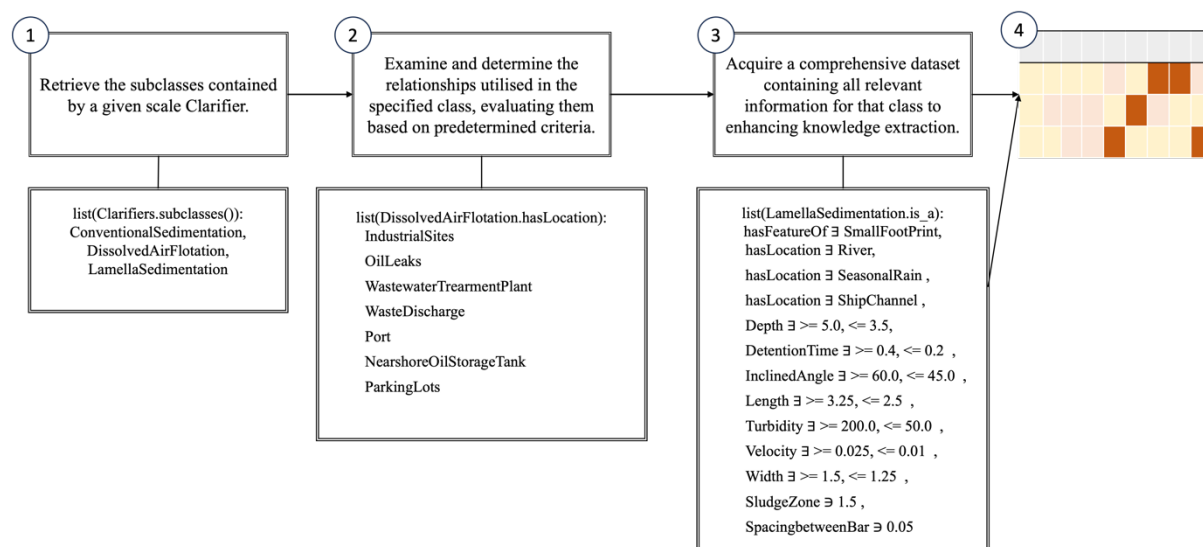 1
Retrieve the subclasses contained
by a given scale Clarifier.
list(Clarifiers.subclasses()):
ConventionalSedimentation,
DissolvedAirFlotation,
LamellaSedimentation
2
Examine and determine the
relationships utilised in the
specified class, evaluating them
based on predetermined criteria.
list(DissolvedAirFlotation.hasLocation):
IndustrialSites
OilLeaks
WastewaterTrearmentPlant
WasteDischarge
Port
NearshoreOilStorageTank
ParkingLots
3
Acquire a comprehensive dataset
containing all relevant
information for that class to
enhancing knowledge extraction.
list(LamellaSedimentation.is_a):
hasFeatureOf ∃ SmallFootPrint,
hasLocation ∃ River,
hasLocation ∃ SeasonalRain ,
hasLocation ∃ ShipChannel ,
Depth ∃ >= 5.0, <= 3.5,
DetentionTime ∃ >= 0.4, <= 0.2 ,
InclinedAngle ∃ >= 60.0, <= 45.0 ,
Length ∃ >= 3.25, <= 2.5 ,
Turbidity ∃ >= 200.0, <= 50.0 ,
Velocity ∃ >= 0.025, <= 0.01 ,
Width ∃ >= 1.5, <= 1.25 ,
SludgeZone ∋ 1.5 ,
SpacingbetweenBar ∋ 0.05
4